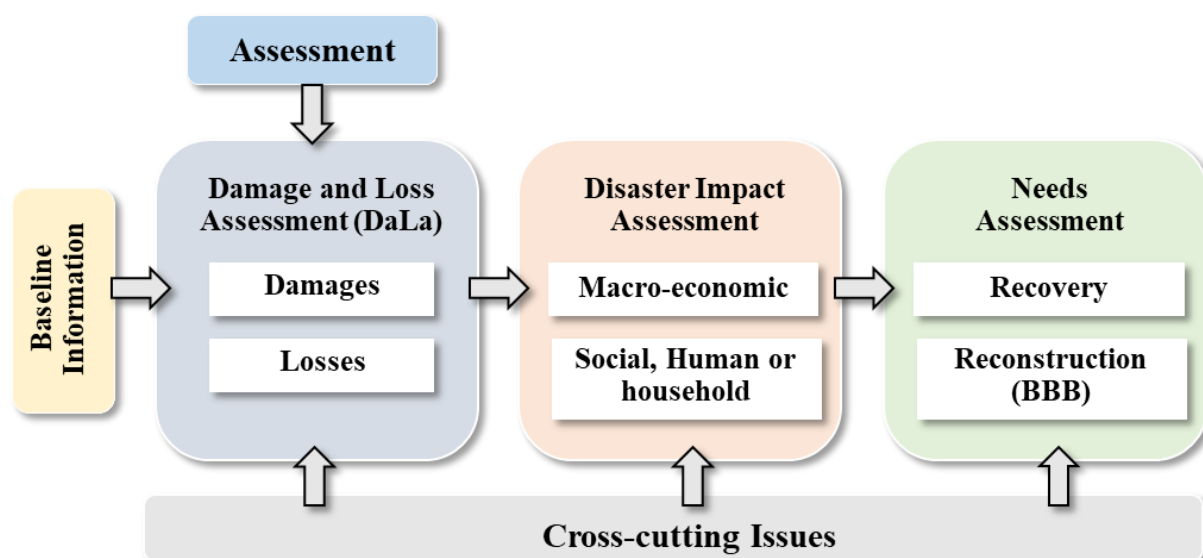 Assessment
Baseline
Information
Damage and Loss
Assessment (DaLa)
Damages
Losses
Disaster Impact
Assessment
Macro-economic
Social, Human or
household
Needs
Assessment
Recovery
Reconstruction
(BBB)
Cross-cutting Issues